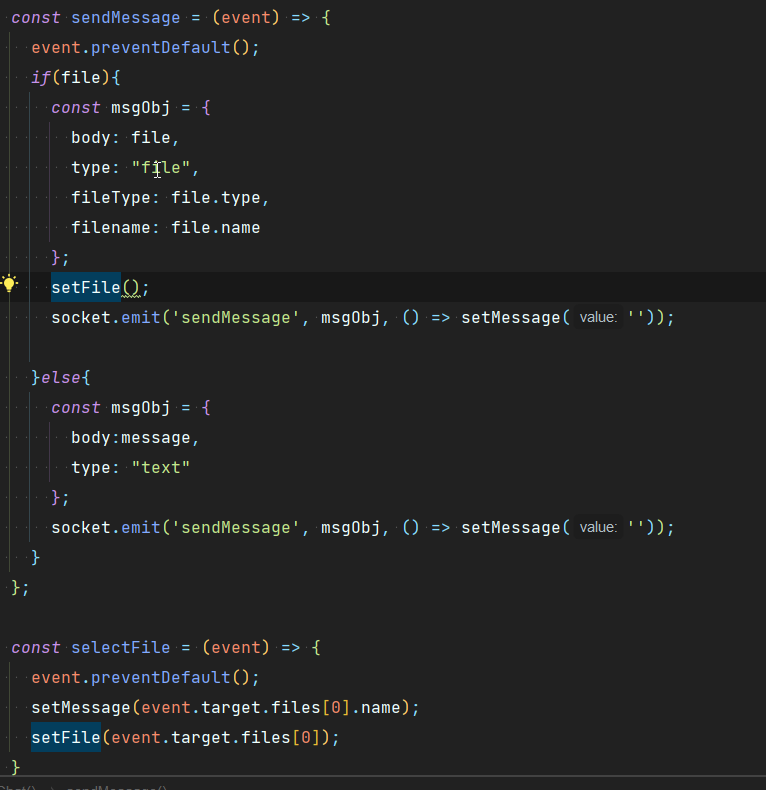 const sendMessage = (event) => {
event.preventDefault();
if(file){
const msgObj = {
body: file,
type: "file",
fileType: file.type,
filename: file.name
};
setFile();
socket.emit('sendMessage', msgObj, () => setMessage( value: ''));
}else{
const msgObj = {
body:message,
type: "text"
};
socket.emit('sendMessage', msgObj, () => setMessage( value: ''));
}
};
const selectFile = (event) => {
event.preventDefault();
setMessage(event.target.files[0].name);
setFile(event.target.files[0]);
}